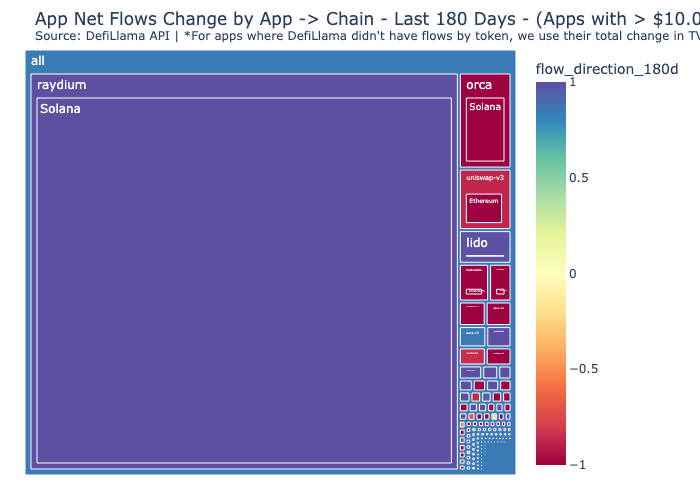 App Net Flows Change by App -> Chain - Last 180 Days - (Apps with > $10.0
Source: DefiLlama API | *For apps where DefiLlama didn't have flows by token, we use their total change in TV
all
raydium
Solana
orca
Solana
uniswap-v3
Ethereum
lido
flow_direction_180d
1
0.5
0
−0.5
−1